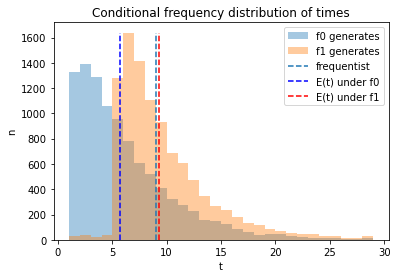 Conditional frequency distribution of times
f0 generates
f1 generates
frequentist
E(t) under f0
E(t) under f1
n
1600
1400
1200
1000
800
600
400
200
0
0
5
10
15
20
25
30
t